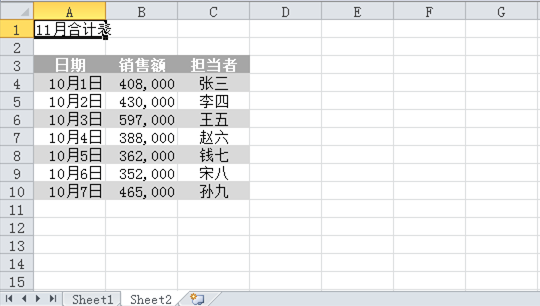 A B C D E F G
1 11月合计表
2
3 日期 销售额 担当者
4 10月1日 408,000 张三
5 10月2日 430,000 李四
6 10月3日 597,000 王五
7 10月4日 388,000 赵六
8 10月5日 362,000 钱七
9 10月6日 352,000 宋八
10 10月7日 465,000 孙九
11
12
13
14
15
Sheet1 Sheet2